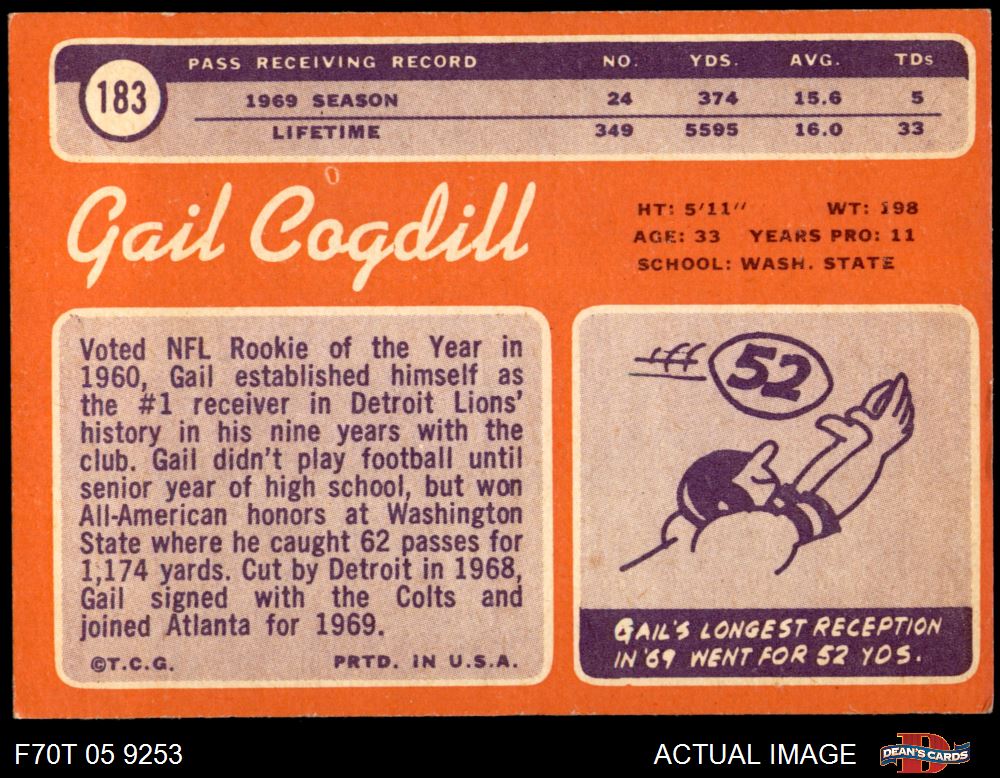 183
PASS RECEIVING RECORD NO. YDS. AVG. TDs
1969 SEASON 24 374 15.6 5
LIFETIME 349 5595 16.0 33
Gail Cogdill
HT: 5'11" WT: 198
AGE: 33 YEARS PRO: 11
SCHOOL: WASH. STATE
Voted NFL Rookie of the Year in
1960, Gail established himself as
the #1 receiver in Detroit Lions'
history in his nine years with the
club. Gail didn't play football until
senior year of high school, but won
All-American honors at Washington
State where he caught 62 passes for
1,174 yards. Cut by Detroit in 1968,
Gail signed with the Colts and
joined Atlanta for 1969.
©T.C.G. PRTD. IN U.S.A.
52
GAIL'S LONGEST RECEPTION
IN '69 WENT FOR 52 YDS.
F70T 05 9253
ACTUAL IMAGE
DEAN'S CARDS